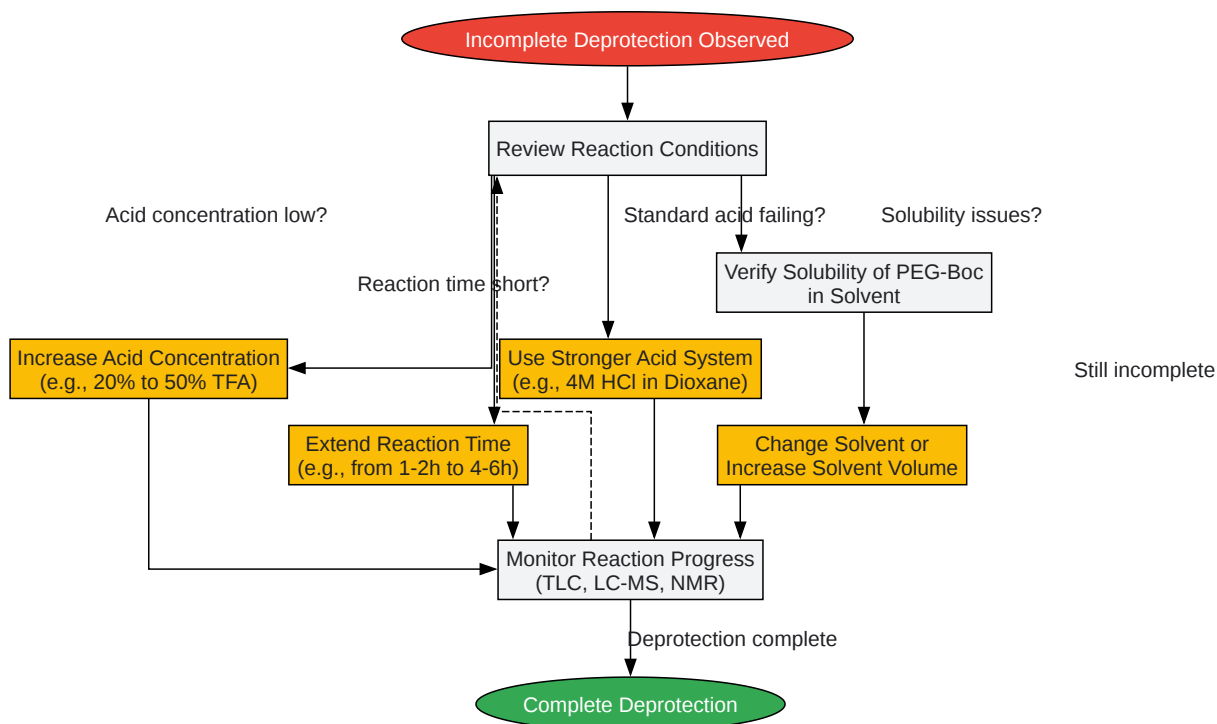 Incomplete Deprotection Observed
Review Reaction Conditions
Acid concentration low?
Standard acid failing?
Solubility issues?
Reaction time short?
Verify Solubility of PEG-Boc
in Solvent
Increase Acid Concentration
(e.g., 20% to 50% TFA)
Use Stronger Acid System
(e.g., 4M HCl in Dioxane)
Still incomplete
Extend Reaction Time
(e.g., from 1-2h to 4-6h)
Change Solvent or
Increase Solvent Volume
Monitor Reaction Progress
(TLC, LC-MS, NMR)
Deprotection complete
Complete Deprotection